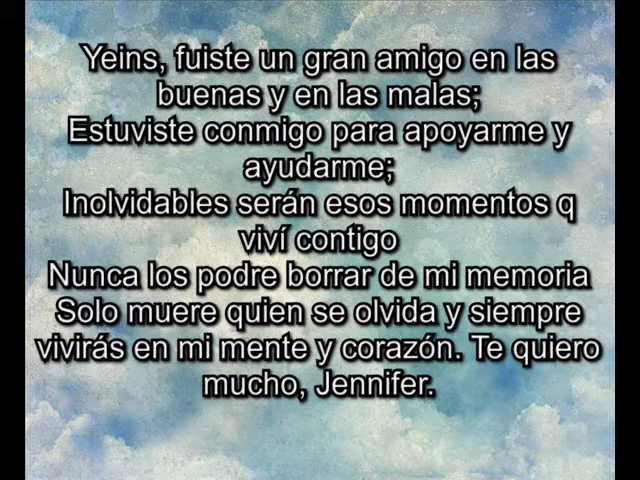 Yeins, fuiste un gran amigo en las
buenas y en las malas;
Estuviste conmigo para apoyarme y
ayudarme;
Inolvidables serán esos momentos q
viví contigo
Nunca los podre borrar de mi memoria
Solo muere quien se olvida y siempre
vivirás en mi mente y corazón. Te quiero
mucho, Jennifer.